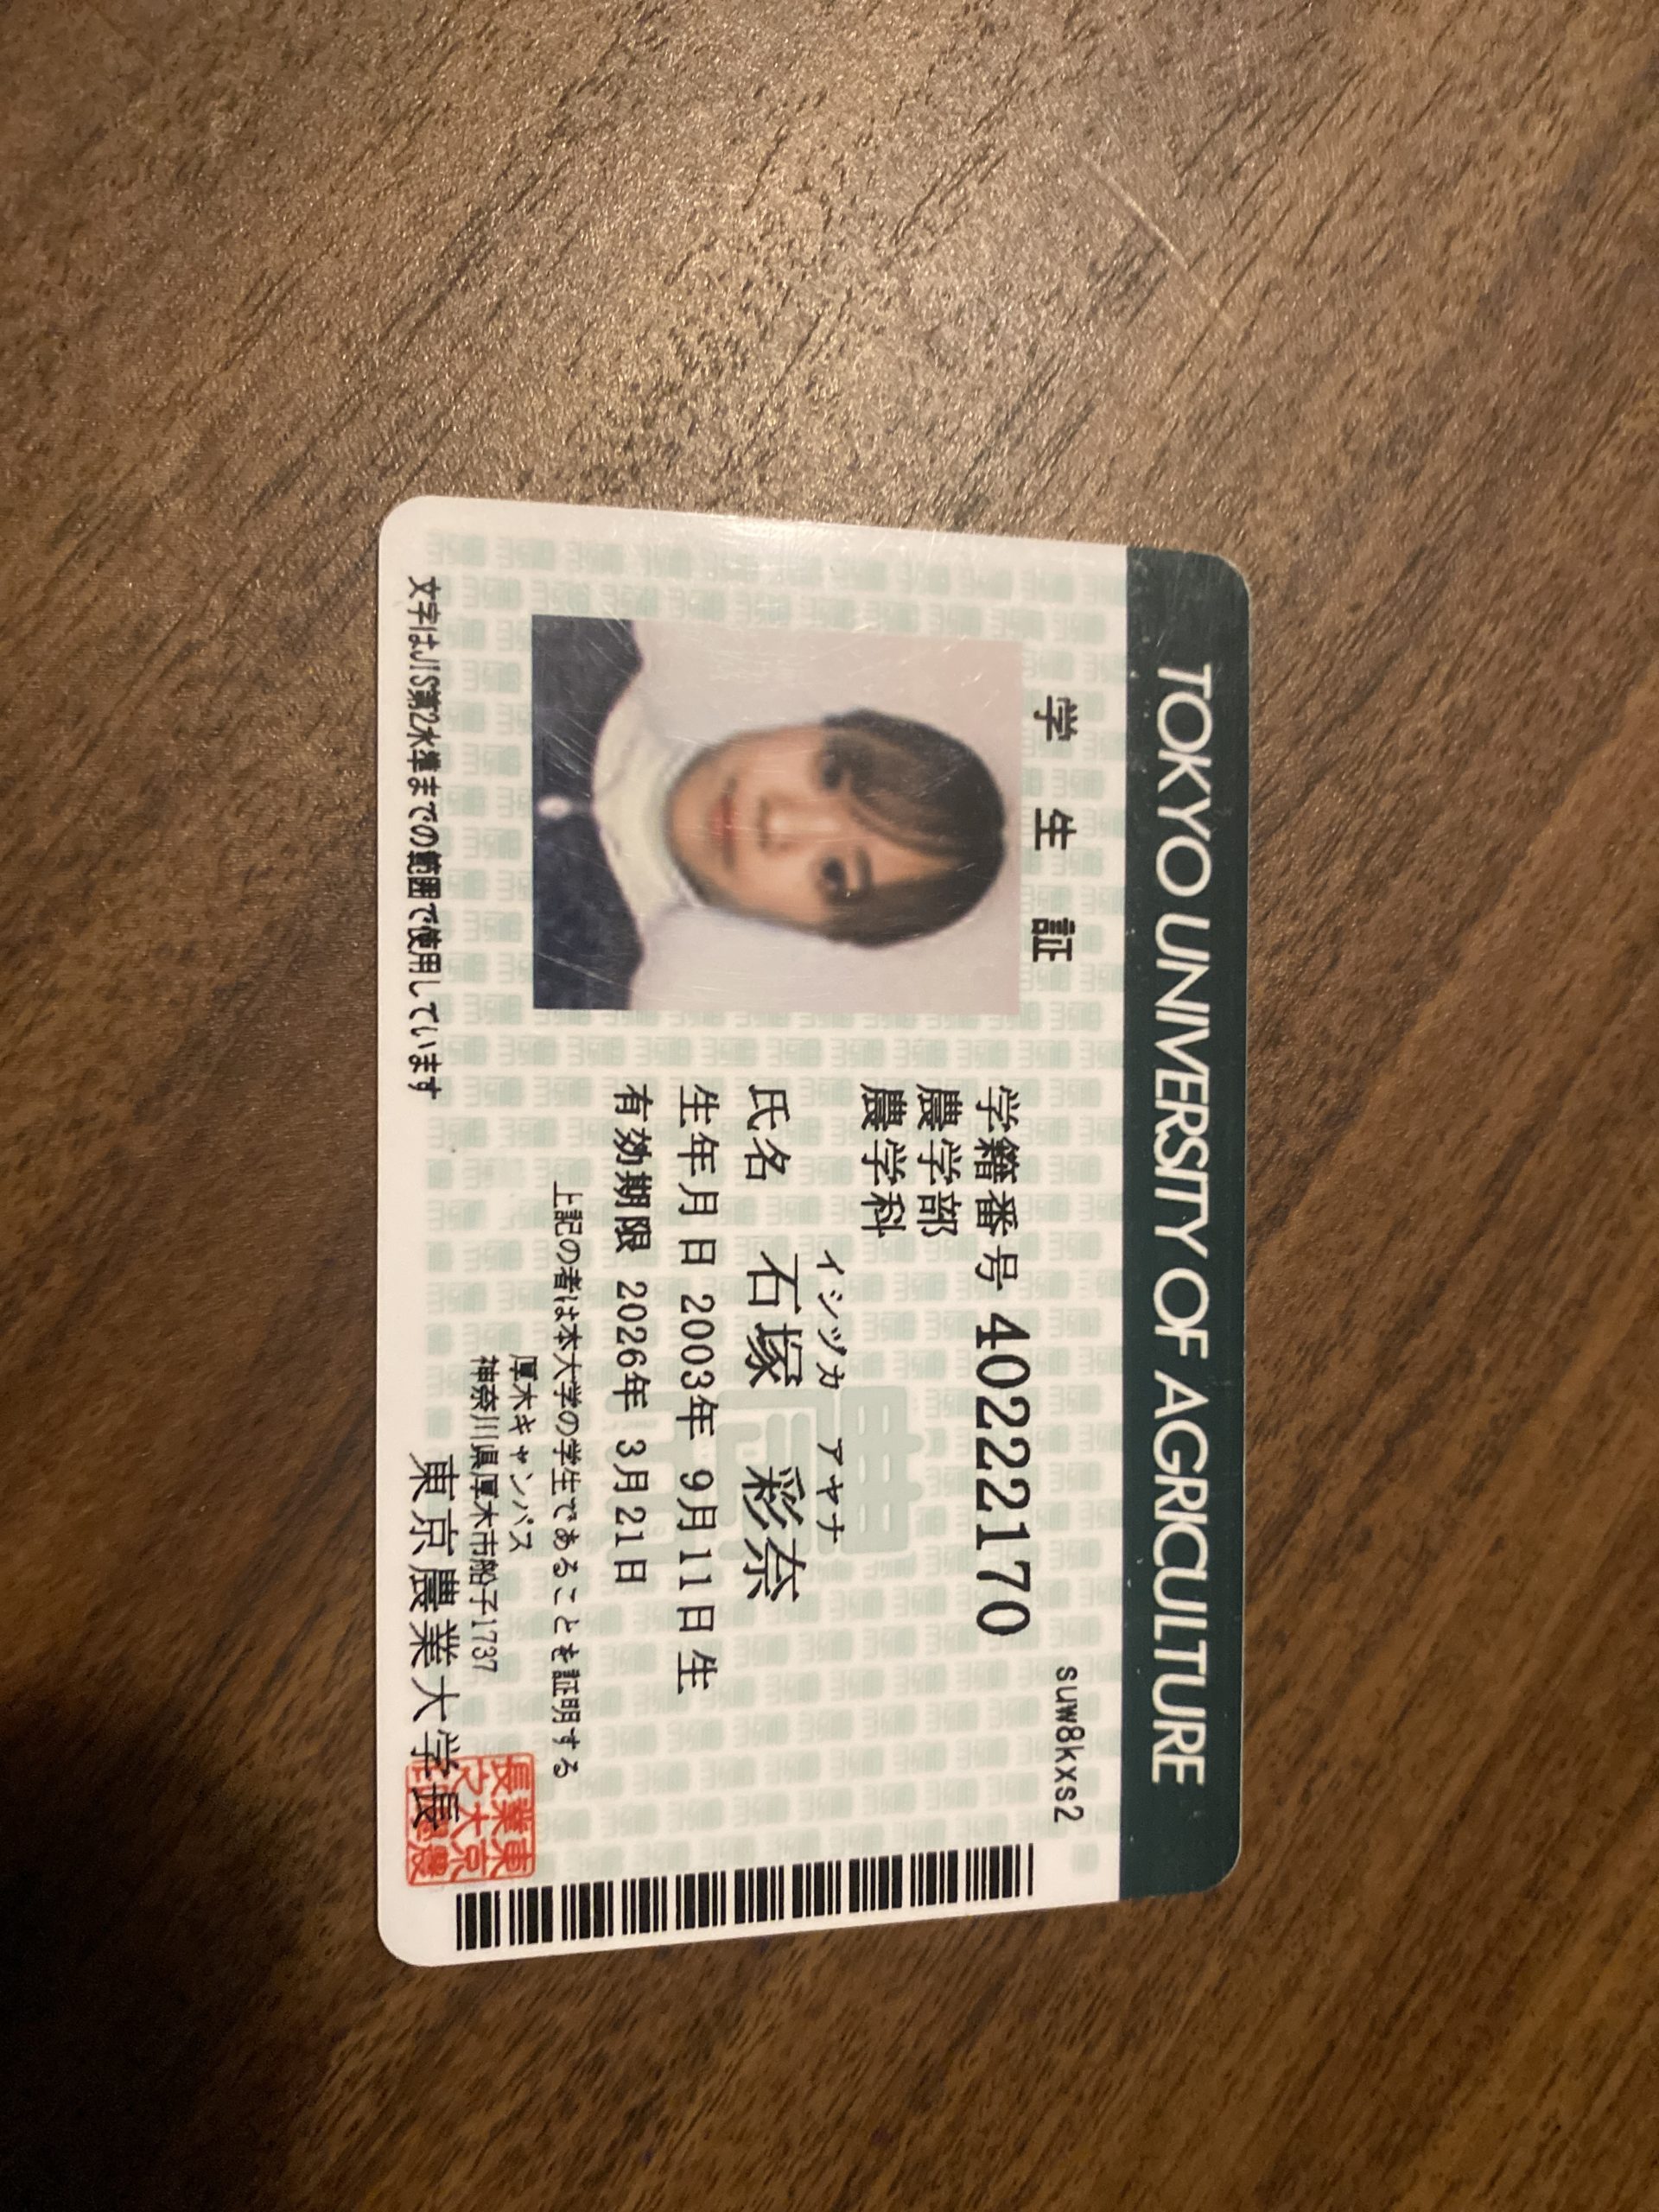 TOKYO UNIVERSITY OF AGRICULTURE
suw8kxs2
学生証
学籍番号 40222170
農学部
農学科
イシヅカ アヤナ
氏名 石塚 彩奈
生年月日 2003年 9月11日生
有効期限 2026年 3月21日
上記の者は本大学の学生であることを証明する
厚木キャンパス
神奈川県厚木市船子1737
東京農業大学長
文字はJIS第2水準までの範囲で使用しています